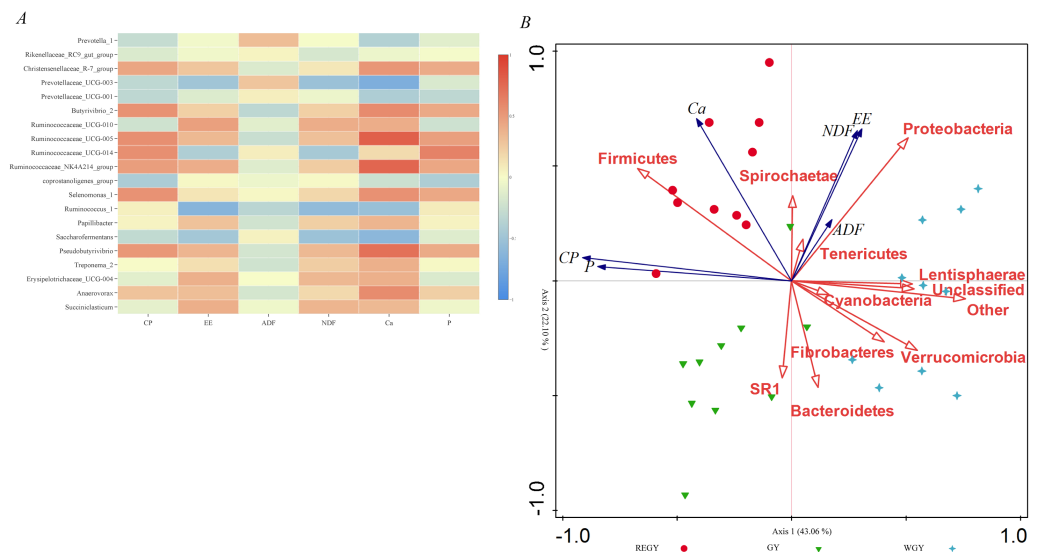 A
Prevotella_1
Rikenellaceae_RC9_gut_group
Christensenellaceae_R-7_group
Prevotellaceae_UCG-003
Prevotellaceae_UCG-001
Butyrivibrio_2
Ruminococcaceae_UCG-010
Ruminococcaceae_UCG-005
Ruminococcaceae_UCG-014
Ruminococcaceae_NK4A214_group
coprostanoligenes_group
Selenomonas_1
Ruminococcus_1
Papillibacter
Saccharofermentans
Pseudobutyrivibrio
Treponema_2
Erysipelotrichaceae_UCG-004
Anaerovorax
Succiniclasticum
CP EE ADF NDF Ca P
B
1.0
-1.0
Axis 2 (22.10 %)
Ca
NDF
EE
Proteobacteria
Firmicutes
Spirochaetae
ADF
Tenericutes
CP
P
Lentisphaerae
Unclassified
Cyanobacteria
Other
Fibrobacteres
Verrucomicrobia
SR1
Bacteroidetes
-1.0
Axis 1 (43.06 %)
1.0
REGY GY WGY